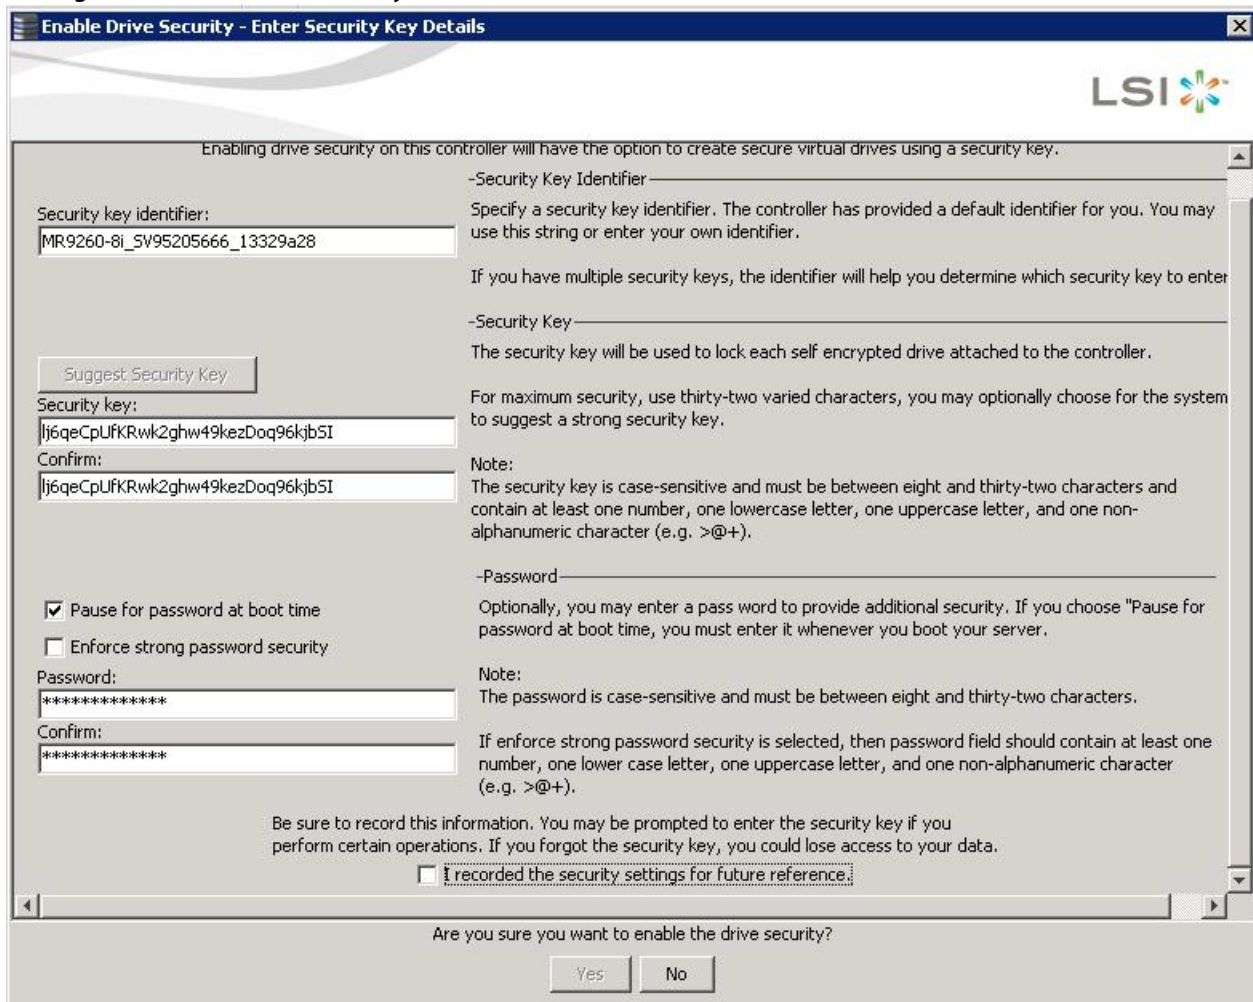 Enable Drive Security - Enter Security Key Details
LSI
Enabling drive security on this controller will have the option to create secure virtual drives using a security key.
-Security Key Identifier
Security key identifier:
MR9260-8i_SV95205666_13329a28
Specify a security key identifier. The controller has provided a default identifier for you. You may
use this string or enter your own identifier.
If you have multiple security keys, the identifier will help you determine which security key to enter
-Security Key
The security key will be used to lock each self encrypted drive attached to the controller.
Suggest Security Key
For maximum security, use thirty-two varied characters, you may optionally choose for the system
to suggest a strong security key.
Security key:
lj6qeCpUfKRwk2ghw49kezDoq96kjbSI
Confirm:
lj6qeCpUfKRwk2ghw49kezDoq96kjbSI
Note:
The security key is case-sensitive and must be between eight and thirty-two characters and
contain at least one number, one lowercase letter, one uppercase letter, and one non-
alphanumeric character (e.g. >@+).
-Password
Pause for password at boot time
Enforce strong password security
Optionally, you may enter a pass word to provide additional security. If you choose "Pause for
password at boot time, you must enter it whenever you boot your server.
Password:
*************
Confirm:
*************
Note:
The password is case-sensitive and must be between eight and thirty-two characters.
If enforce strong password security is selected, then password field should contain at least one
number, one lower case letter, one uppercase letter, and one non-alphanumeric character
(e.g. >@+).
Be sure to record this information. You may be prompted to enter the security key if you
perform certain operations. If you forgot the security key, you could lose access to your data.
I recorded the security settings for future reference.
Are you sure you want to enable the drive security?
Yes
No